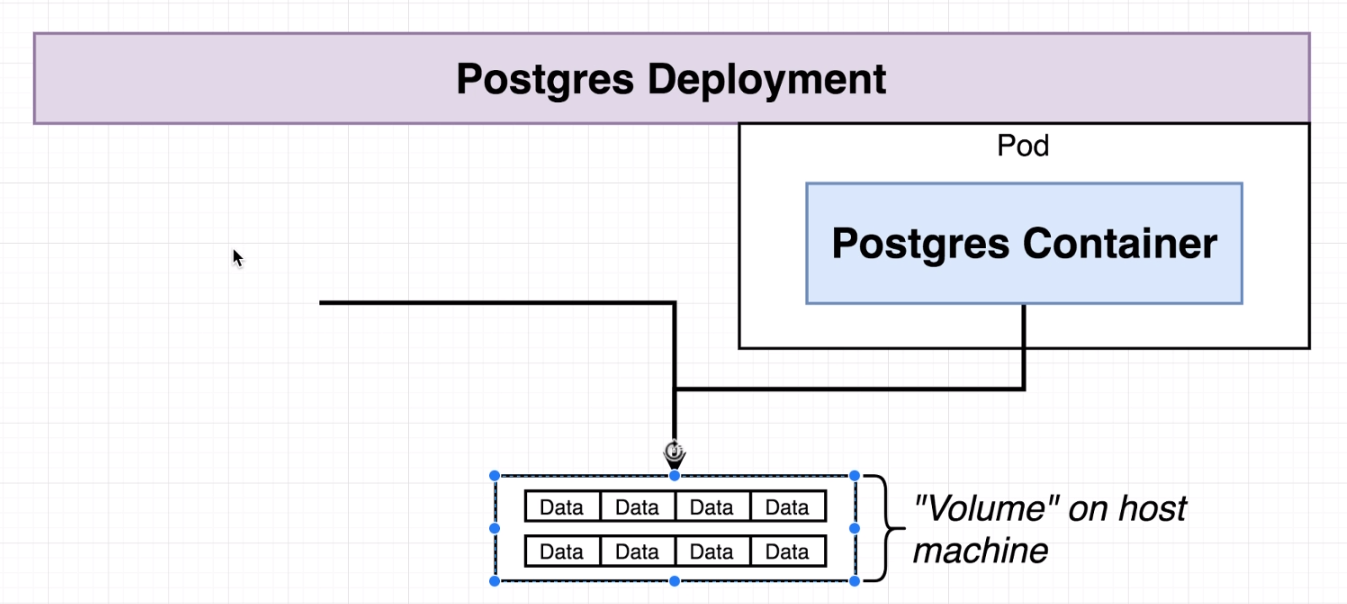 Postgres Deployment
Pod
Postgres Container
Data Data Data Data
Data Data Data Data
"Volume" on host
machine